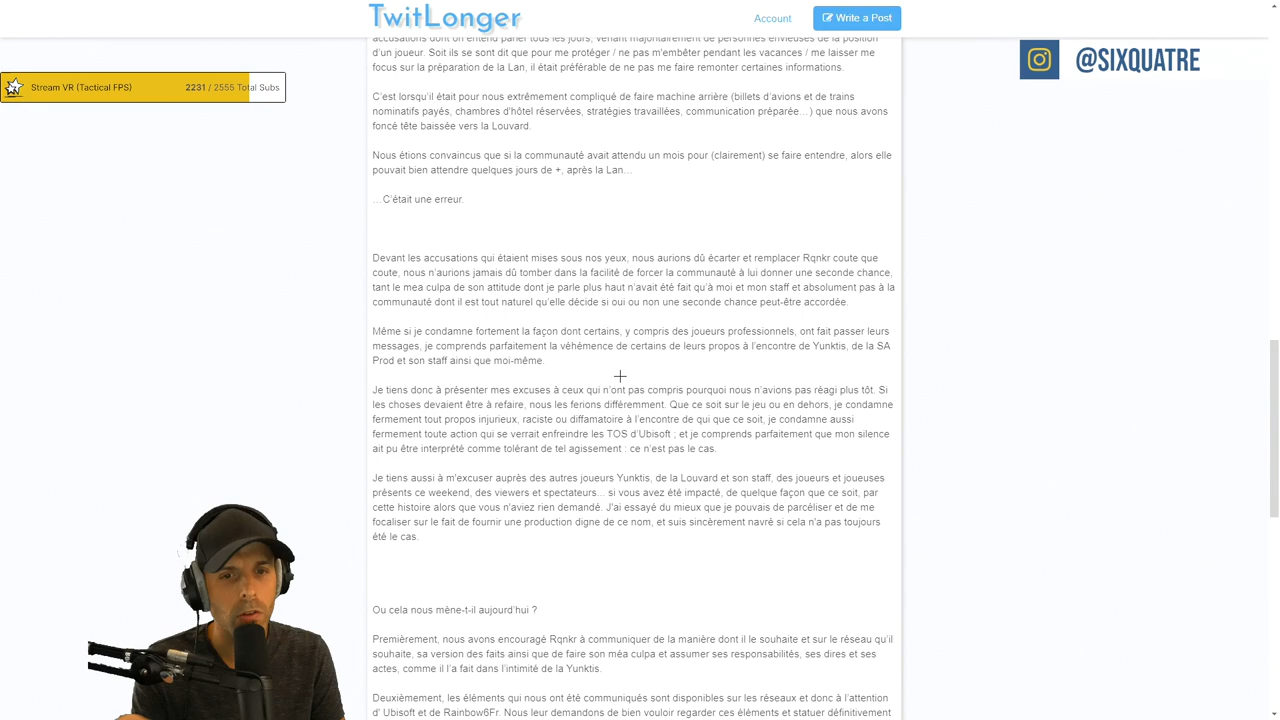 TwitLonger
Account
Write a Post
@SIXQUATRE
Stream VR (Tactical FPS)
2231 / 2555 Total Subs
accusations dont on entend parler tous les jours, venant majoritairement de personnes envieuses de la position
d'un joueur. Soit ils se sont dit que pour me protéger / ne pas m'embêter pendant les vacances / me laisser me
focus sur la préparation de la Lan, il était préférable de ne pas me faire remonter certaines informations.
C'est lorsqu'il était pour nous extrêmement compliqué de faire machine arrière (billets d'avions et de trains
nominatifs payés, chambres d'hôtel réservées, stratégies travaillées, communication préparée…) que nous avons
foncé tête baissée vers la Louvard.
Nous étions convaincus que si la communauté avait attendu un mois pour (clairement) se faire entendre, alors elle
pouvait bien attendre quelques jours de +, après la Lan…
…C'était une erreur.
Devant les accusations qui étaient mises sous nos yeux, nous aurions dû écarter et remplacer Rqnkr coute que
coute, nous n'aurions jamais dû tomber dans la facilité de forcer la communauté à lui donner une seconde chance,
tant le mea culpa de son attitude dont je parle plus haut n'avait été fait qu'à moi et mon staff et absolument pas à la
communauté dont il est tout naturel qu'elle décide si oui ou non une seconde chance peut-être accordée.
Même si je condamne fortement la façon dont certains, y compris des joueurs professionnels, ont fait passer leurs
messages, je comprends parfaitement la véhémence de certains de leurs propos à l'encontre de Yunktis, de la SA
Prod et son staff ainsi que moi-même.
Je tiens donc à présenter mes excuses à ceux qui n'ont pas compris pourquoi nous n'avions pas réagi plus tôt. Si
les choses devaient être à refaire, nous les ferions différemment. Que ce soit sur le jeu ou en dehors, je condamne
fermement tout propos injurieux, raciste ou diffamatoire à l'encontre de qui que ce soit, je condamne aussi
fermement toute action qui se verrait enfreindre les TOS d'Ubisoft ; et je comprends parfaitement que mon silence
ait pu être interprété comme tolérant de tel agissement : ce n'est pas le cas.
Je tiens aussi à m'excuser auprès des autres joueurs Yunktis, de la Louvard et son staff, des joueurs et joueuses
présents ce weekend, des viewers et spectateurs... si vous avez été impacté, de quelque façon que ce soit, par
cette histoire alors que vous n'aviez rien demandé. J'ai essayé du mieux que je pouvais de parcéliser et de me
focaliser sur le fait de fournir une production digne de ce nom, et suis sincèrement navré si cela n'a pas toujours
été le cas.
Ou cela nous mène-t-il aujourd'hui ?
Premièrement, nous avons encouragé Rqnkr à communiquer de la manière dont il le souhaite et sur le réseau qu'il
souhaite, sa version des faits ainsi que de faire son méa culpa et assumer ses responsabilités, ses dires et ses
actes, comme il l'a fait dans l'intimité de la Yunktis.
Deuxièmement, les éléments qui nous ont été communiqués sont disponibles sur les réseaux et donc à l'attention
d' Ubisoft et de Rainbow6Fr. Nous leur demandons de bien vouloir regarder ces éléments et statuer définitivement